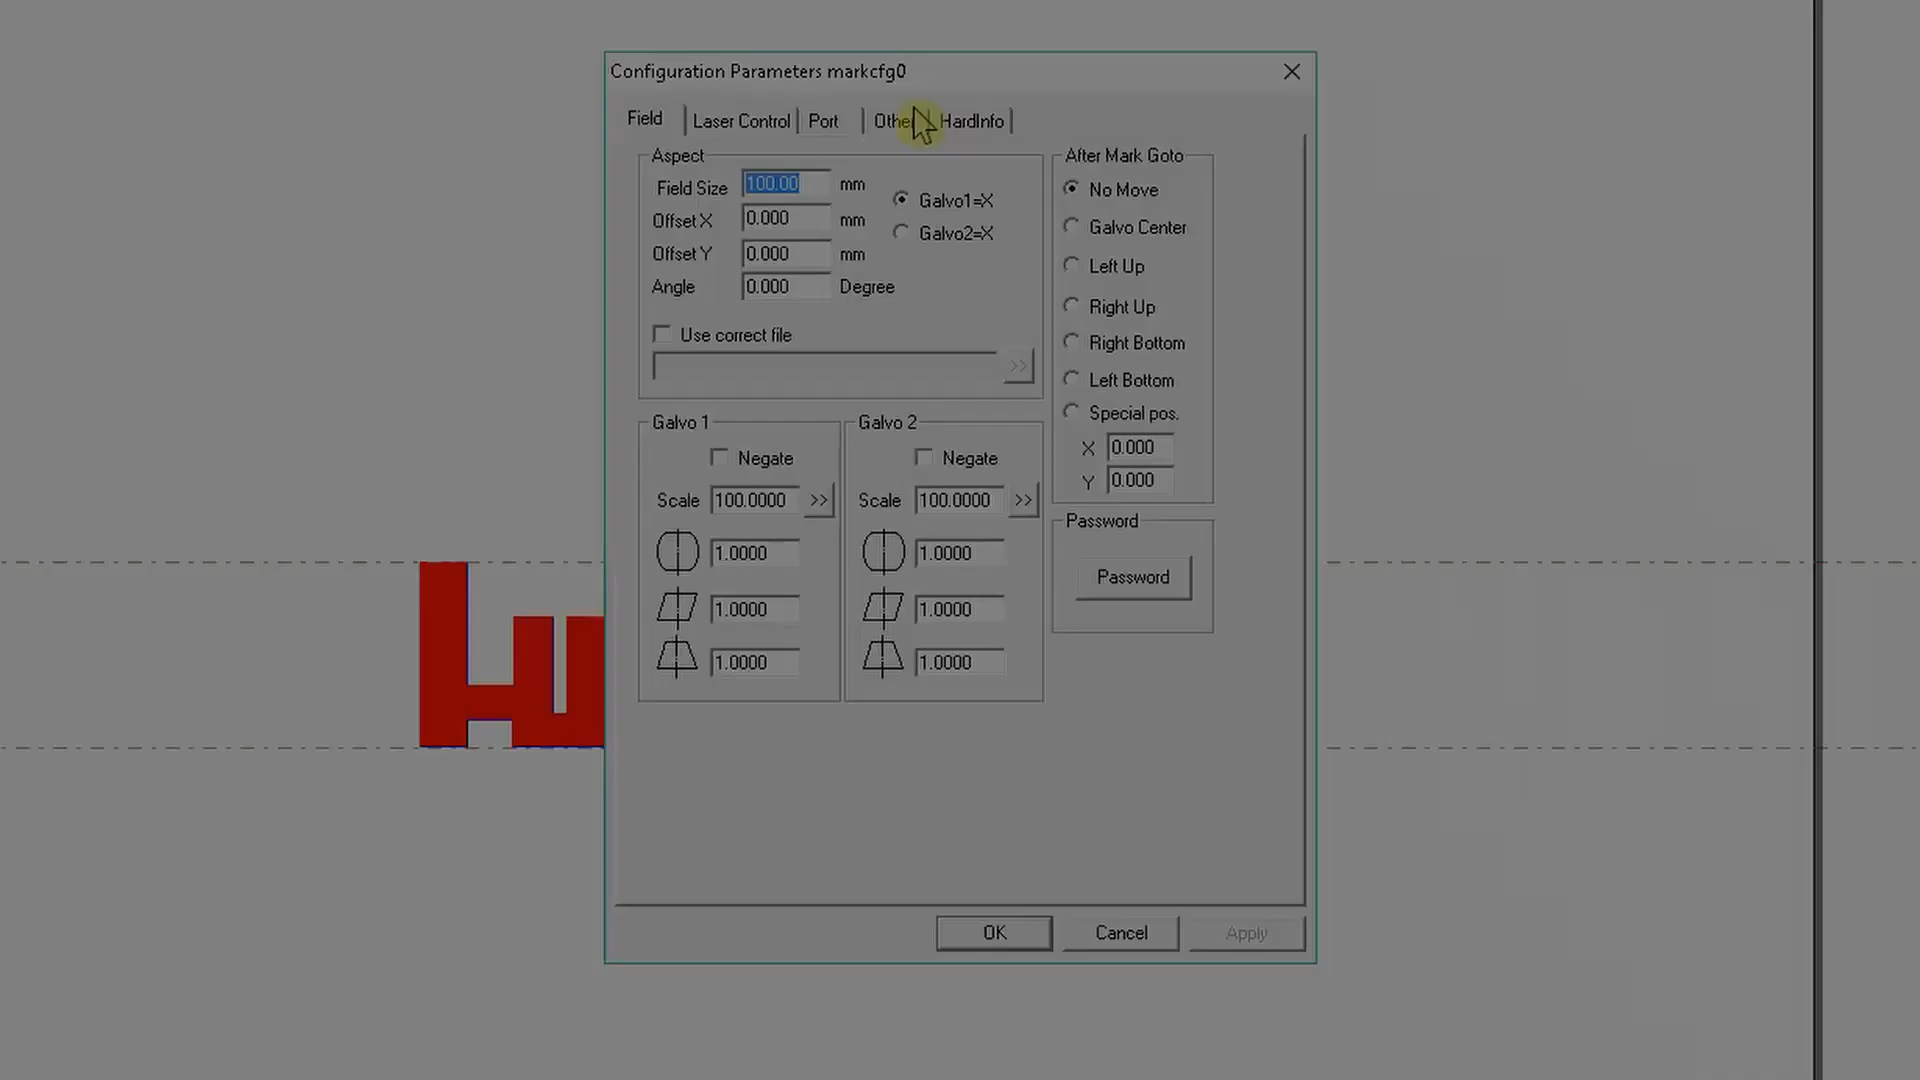 Configuration Parameters markcfg0
Field Laser Control Port Other HardInfo
Aspect
Field Size 100.00 mm
Offset X 0.000 mm
Offset Y 0.000 mm
Angle 0.000 Degree
Galvo1=X
Galvo2=X
Use correct file
>>
After Mark Goto
No Move
Galvo Center
Left Up
Right Up
Right Bottom
Left Bottom
Special pos.
X 0.000
Y 0.000
Galvo 1
Negate
Scale 100.0000 >>
1.0000
1.0000
1.0000
Galvo 2
Negate
Scale 100.0000 >>
1.0000
1.0000
1.0000
Password
Password
OK Cancel Apply